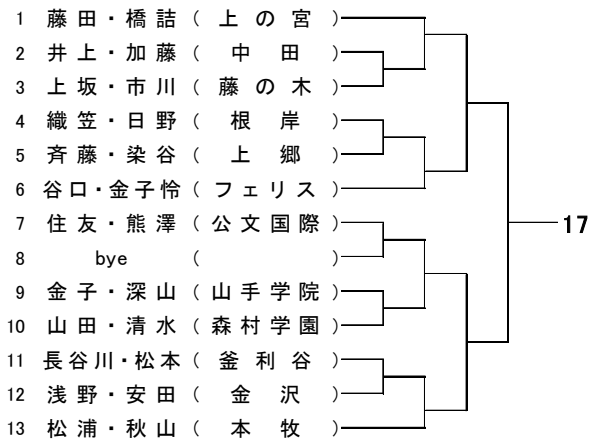 1 藤田・橋詰 ( 上の宮 )
2 井上・加藤 ( 中田 )
3 上坂・市川 ( 藤の木 )
4 織笠・日野 ( 根岸 )
5 斉藤・染谷 ( 上郷 )
6 谷口・金子怜 ( フェリス )
7 住友・熊澤 ( 公文国際 )
17
8 bye ( )
9 金子・深山 ( 山手学院 )
10 山田・清水 ( 森村学園 )
11 長谷川・松本 ( 釜利谷 )
12 浅野・安田 ( 金沢 )
13 松浦・秋山 ( 本牧 )